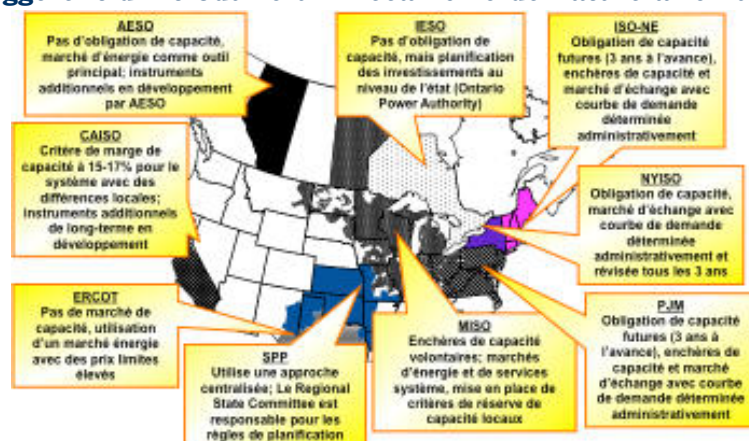 AESO
Pas d'obligation de capacité,
marché d'énergie comme outil
principal; instruments
additionnels en développement
par AESO
IESO
Pas d'obligation de
capacité, mais planification
des investissements au
niveau de l'état (Ontario
Power Authority)
ISO-NE
Obligation de capacité
futures (3 ans à l'avance),
enchères de capacité et
marché d'échange avec
courbe de demande
déterminée
administrativement
CAISO
Critère de marge de
capacité à 15-17% pour le
système avec des
différences locales;
instruments additionnels
de long-terme en
développement
NYISO
Obligation de capacité,
marché d'échange avec
courbe de demande
déterminée
administrativement et
révisée tous les 3 ans
ERCOT
Pas de marché de
capacité, utilisation
d'un marché énergie
avec des prix limites
élevés
SPP
Utilise une approche
centralisée; Le Regional
State Committee est
responsable pour les
règles de planification
MISO
Enchères de capacité
volontaires; marchés
d'énergie et de services
système, mise en place de
critères de réserve de
capacité locaux
PJM
Obligation de capacité
futures (3 ans à
l'avance), enchères de
capacité et marché
d'échange avec courbe
de demande déterminée
administrativement